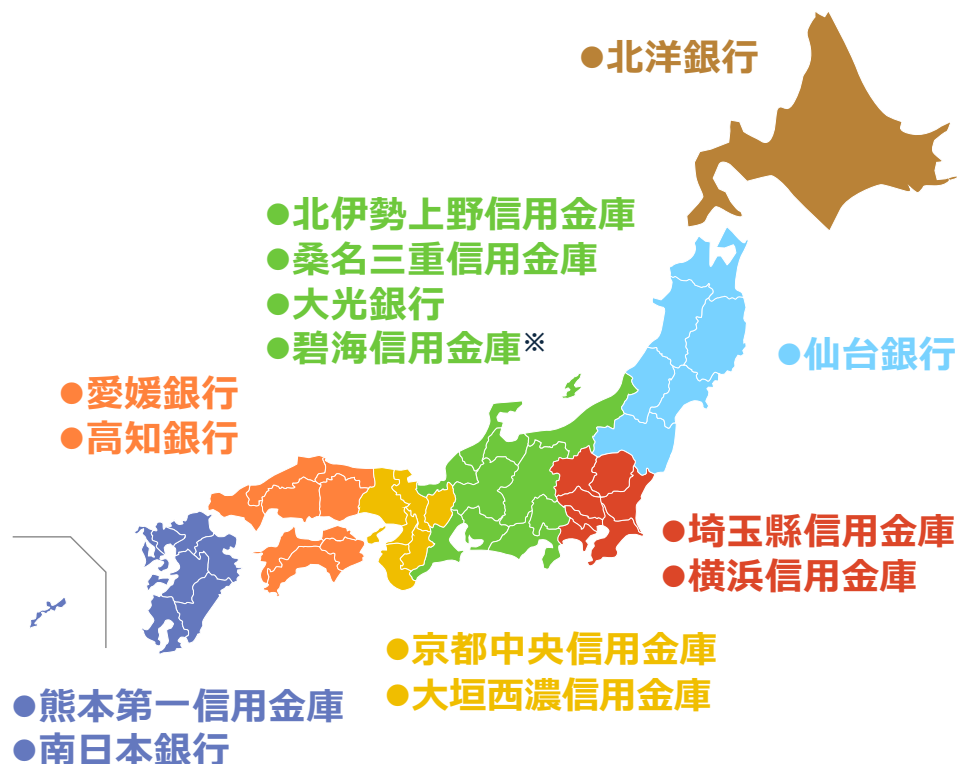 ●北洋銀行
●北伊勢上野信用金庫
●桑名三重信用金庫
●大光銀行
●碧海信用金庫※
●仙台銀行
●愛媛銀行
●高知銀行
●埼玉縣信用金庫
●横浜信用金庫
●京都中央信用金庫
●大垣西濃信用金庫
●熊本第一信用金庫
●南日本銀行